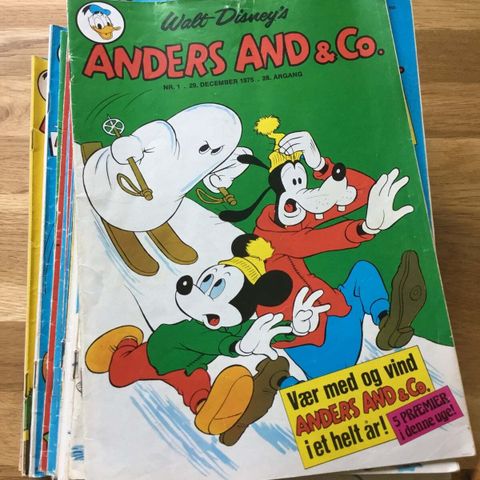 Walt Disney's
ANDERS AND & Co.
NR. 1 .. 29. DECEMBER 1975 .. 28. ÅRGANG
Vær med og vind
ANDERS AND & Co.
i et helt år!
5 PRÆMIER
i denne uge!